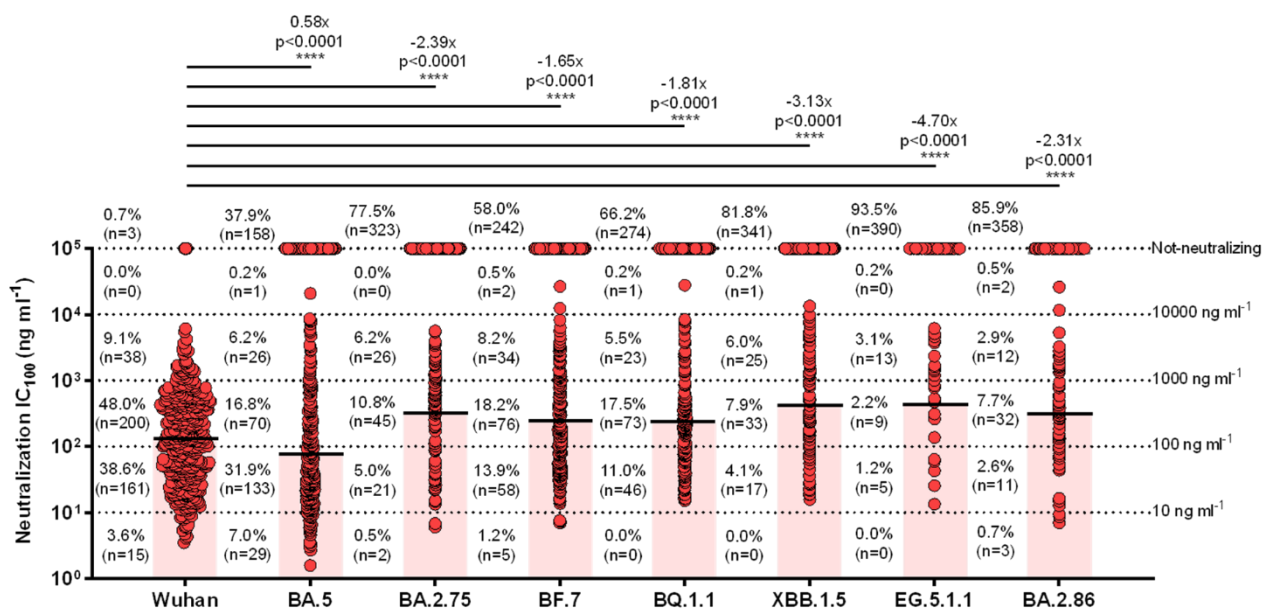 0.58x
p<0.0001
****
-2.39x
p<0.0001
****
-1.65x
p<0.0001
****
-1.81x
p<0.0001
****
-3.13x
p<0.0001
****
-4.70x
p<0.0001
****
-2.31x
p<0.0001
****
0.7%
(n=3)
37.9%
(n=158)
77.5%
(n=323)
58.0%
(n=242)
66.2%
(n=274)
81.8%
(n=341)
93.5%
(n=390)
85.9%
(n=358)
10⁵
Not-neutralizing
0.0%
(n=0)
0.2%
(n=1)
0.0%
(n=0)
0.5%
(n=2)
0.2%
(n=1)
0.2%
(n=1)
0.2%
(n=0)
0.5%
(n=2)
10⁴
10000 ng ml⁻¹
9.1%
(n=38)
6.2%
(n=26)
6.2%
(n=26)
8.2%
(n=34)
5.5%
(n=23)
6.0%
(n=25)
3.1%
(n=13)
2.9%
(n=12)
10³
1000 ng ml⁻¹
48.0%
(n=200)
16.8%
(n=70)
10.8%
(n=45)
18.2%
(n=76)
17.5%
(n=73)
7.9%
(n=33)
2.2%
(n=9)
7.7%
(n=32)
10²
100 ng ml⁻¹
38.6%
(n=161)
31.9%
(n=133)
5.0%
(n=21)
13.9%
(n=58)
11.0%
(n=46)
4.1%
(n=17)
1.2%
(n=5)
2.6%
(n=11)
10¹
10 ng ml⁻¹
3.6%
(n=15)
7.0%
(n=29)
0.5%
(n=2)
1.2%
(n=5)
0.0%
(n=0)
0.0%
(n=0)
0.0%
(n=0)
0.7%
(n=3)
10⁰
Neutralization IC₁₀₀ (ng ml⁻¹)
Wuhan
BA.5
BA.2.75
BF.7
BQ.1.1
XBB.1.5
EG.5.1.1
BA.2.86